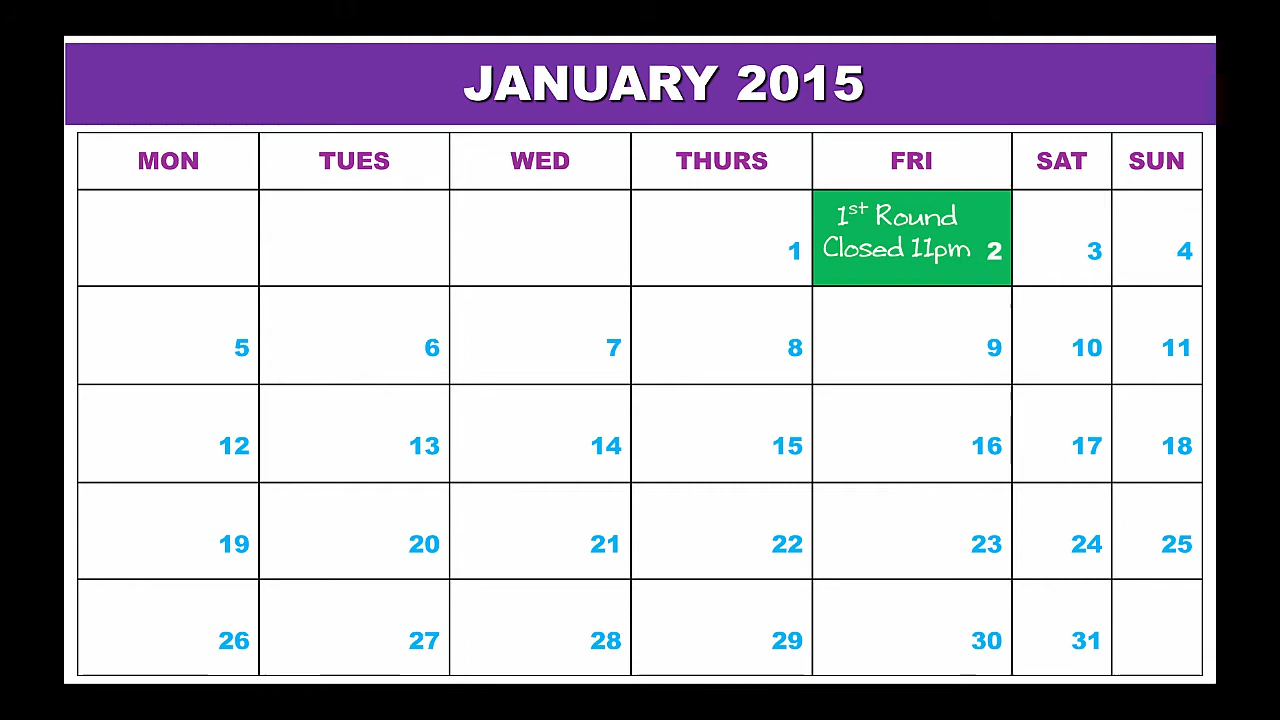 JANUARY 2015
MON TUES WED THURS FRI SAT SUN
1st Round
Closed 11pm
1 2 3 4
5 6 7 8 9 10 11
12 13 14 15 16 17 18
19 20 21 22 23 24 25
26 27 28 29 30 31